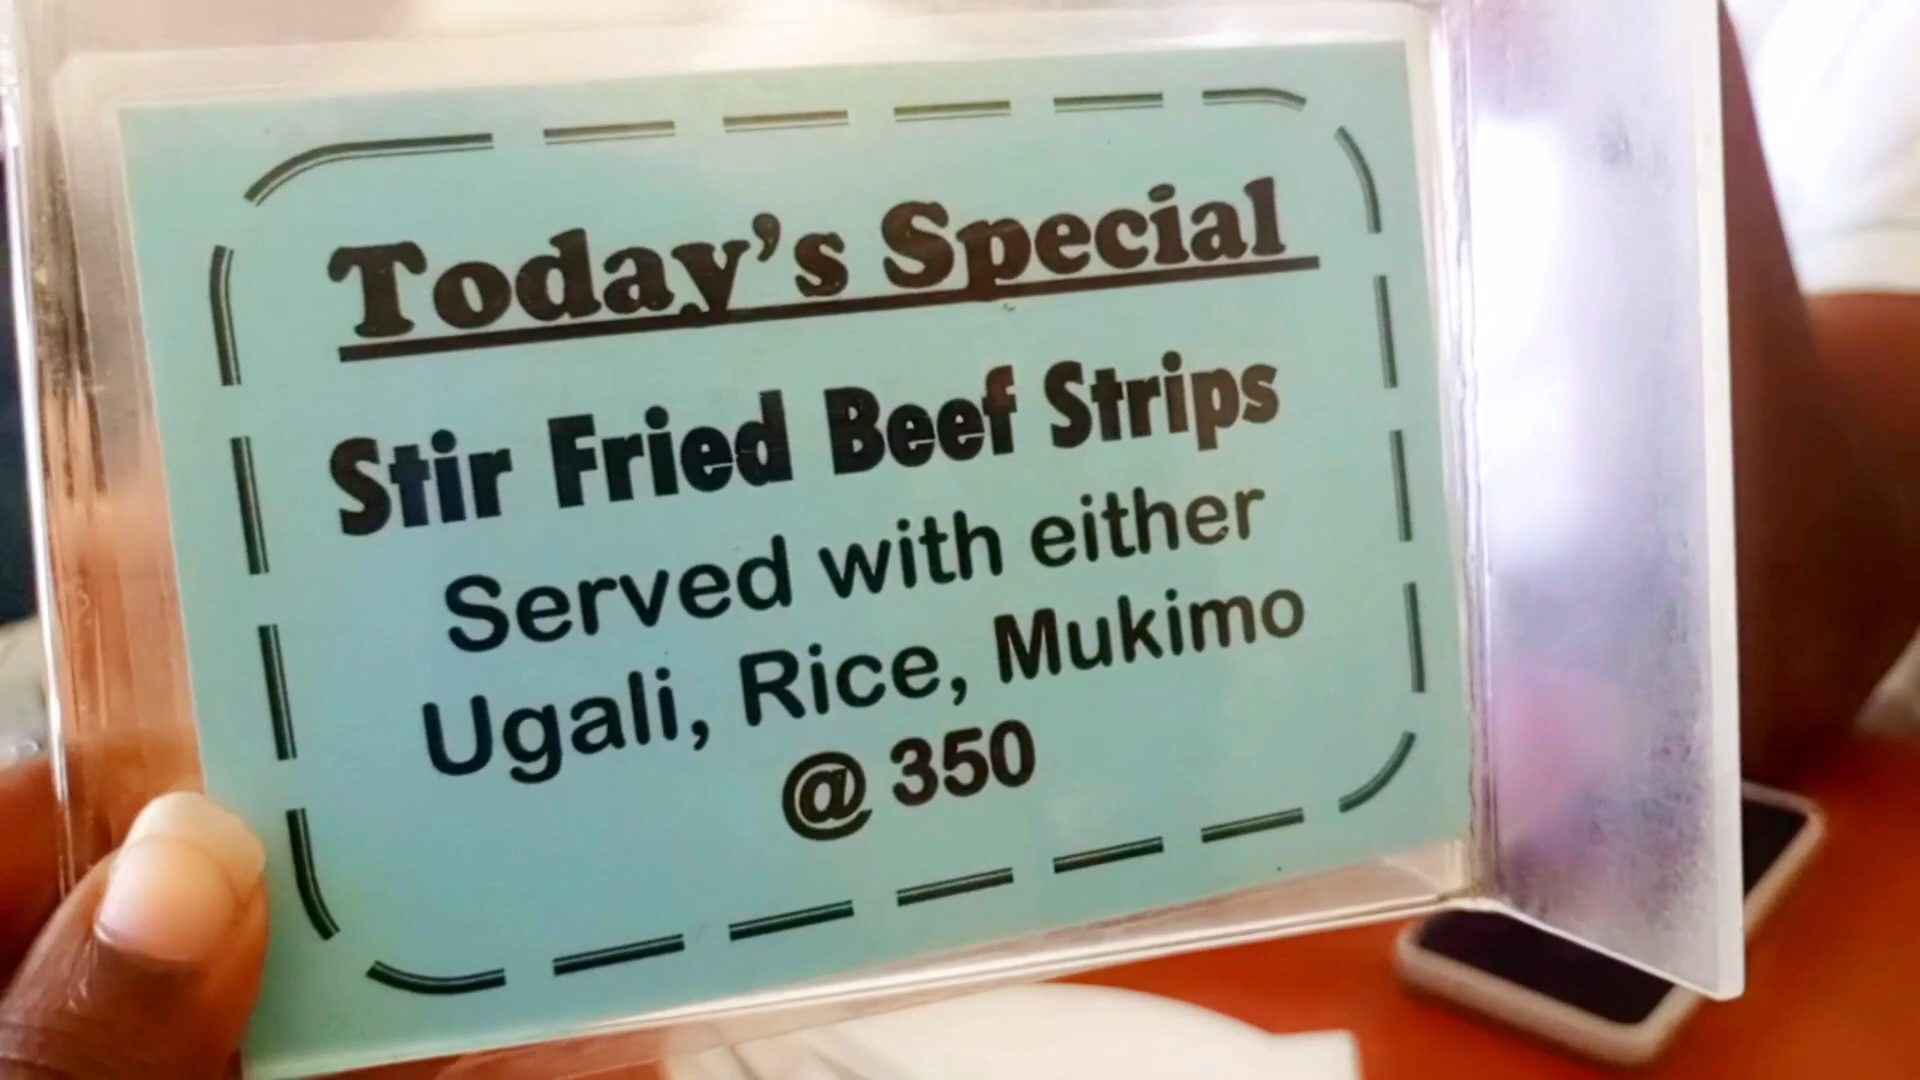 Today's Special
Stir Fried Beef Strips
Served with either
Ugali, Rice, Mukimo
@ 350